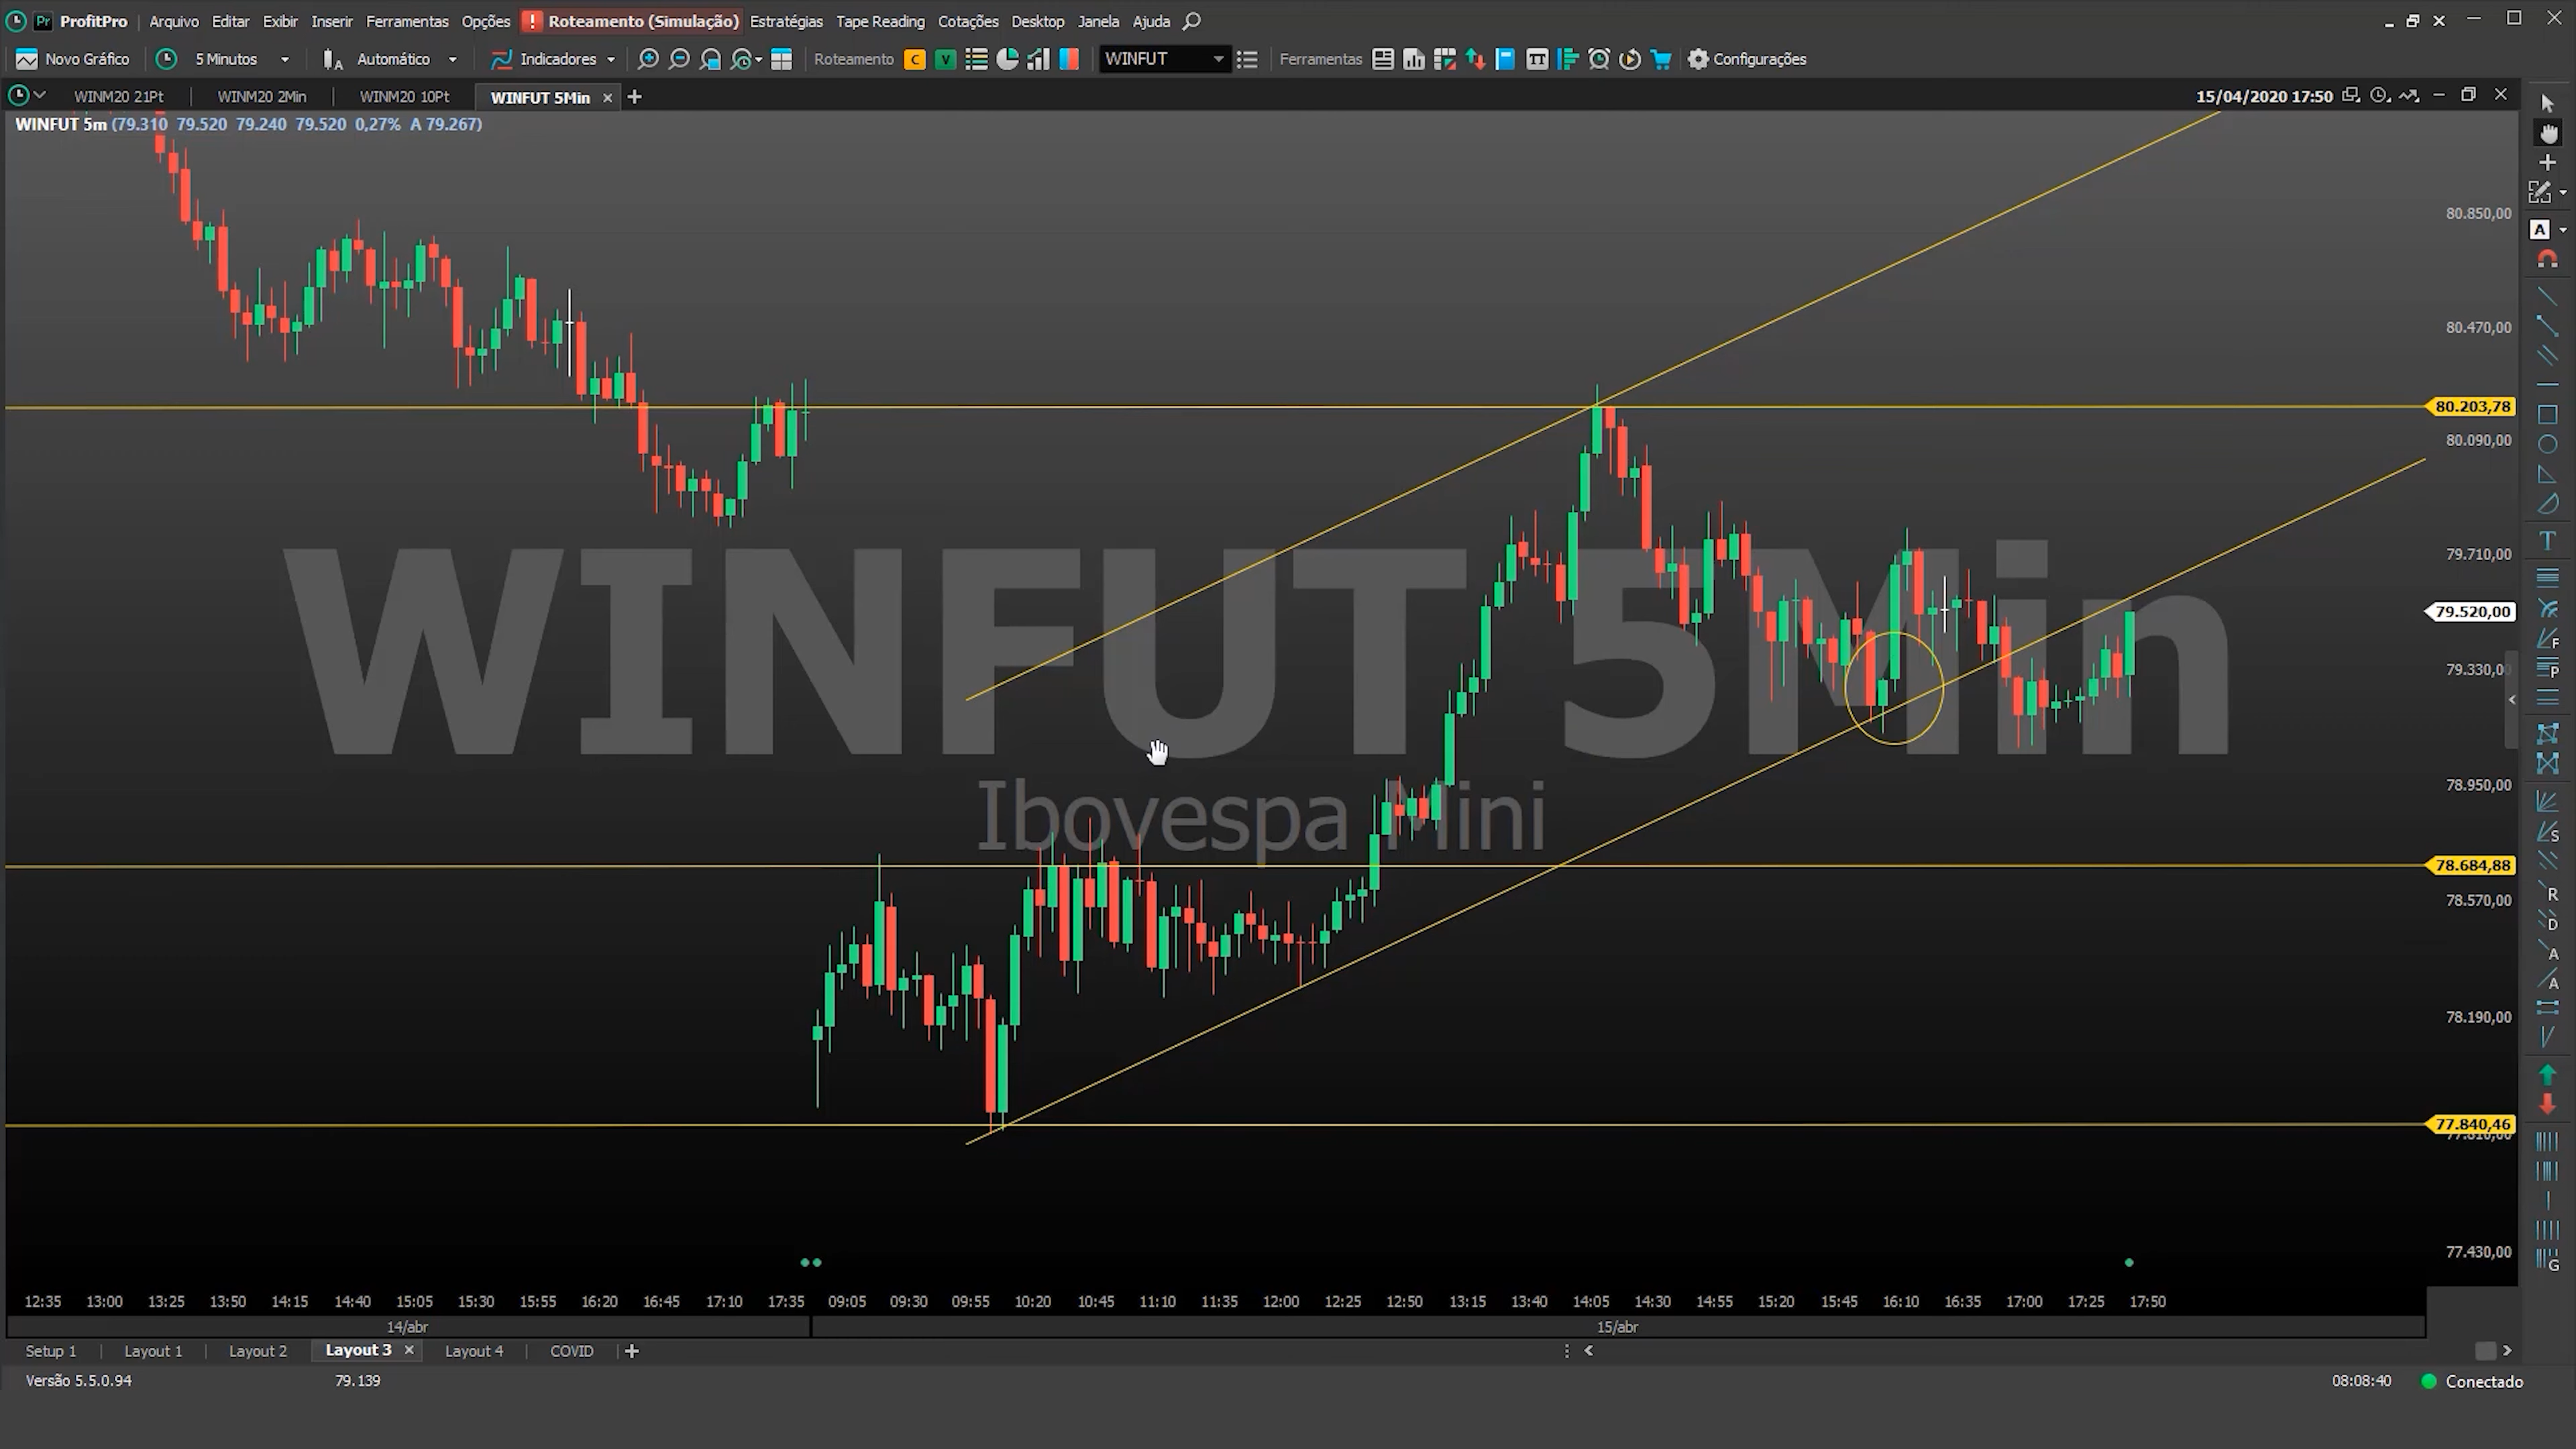 ProfitPro Arquivo Editar Exibir Inserir Ferramentas Opções ! Roteamento (Simulação) Estratégias Tape Reading Cotações Desktop Janela Ajuda
Novo Gráfico 5 Minutos A Automático Indicadores Roteamento C V WINFUT Ferramentas TT Configurações
WINM20 21Pt WINM20 2Min WINM20 10Pt WINFUT 5Min × + 15/04/2020 17:50
WINFUT 5m (79.310 79.520 79.240 79.520 0,27% A 79.267)
80.850,00
80.470,00
80.203,78
80.090,00
79.710,00
79.520,00
79.330,00
78.950,00
78.684,88
78.570,00
78.190,00
77.840,46
77.430,00
WINFUT 5Min
Ibovespa Mini
A
T
F
P
S
R
D
A
A
G
12:35 13:00 13:25 13:50 14:15 14:40 15:05 15:30 15:55 16:20 16:45 17:10 17:35 09:05 09:30 09:55 10:20 10:45 11:10 11:35 12:00 12:25 12:50 13:15 13:40 14:05 14:30 14:55 15:20 15:45 16:10 16:35 17:00 17:25 17:50
14/abr 15/abr
Setup 1 Layout 1 Layout 2 Layout 3 × Layout 4 COVID +
Versão 5.5.0.94 79.139 08:08:40 Conectado